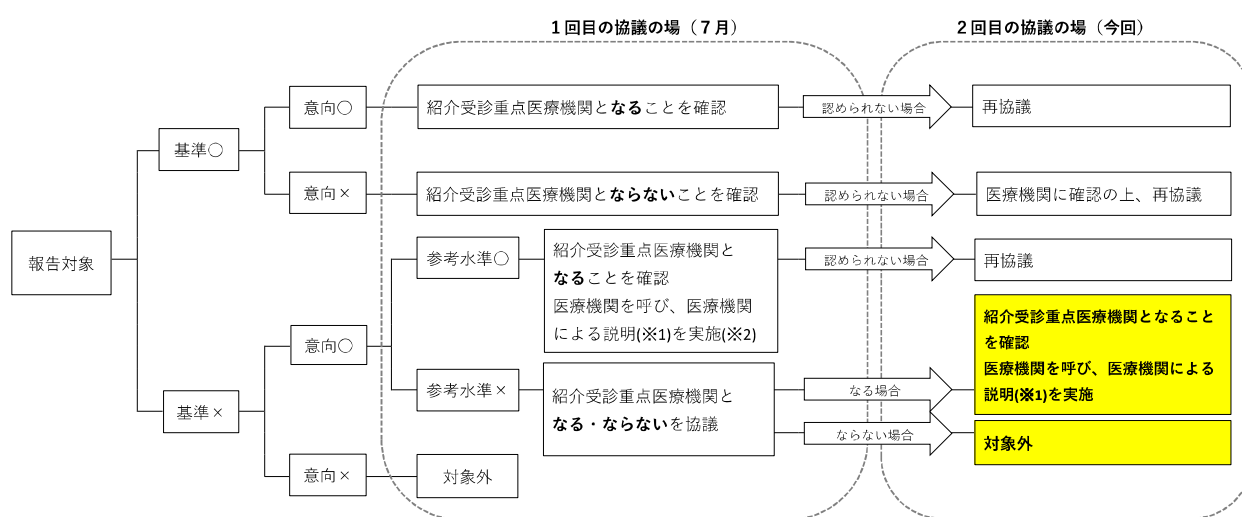 1回目の協議の場（7月）
2回目の協議の場（今回）
意向○
紹介受診重点医療機関となることを確認
認められない場合
再協議
基準○
意向×
紹介受診重点医療機関とならないことを確認
認められない場合
医療機関に確認の上、再協議
報告対象
参考水準○
紹介受診重点医療機関と
なることを確認
医療機関を呼び、医療機関
による説明(※1)を実施(※2)
認められない場合
再協議
意向○
紹介受診重点医療機関となること
を確認
医療機関を呼び、医療機関による
説明(※1)を実施
基準×
参考水準×
紹介受診重点医療機関と
なる・ならないを協議
なる場合
ならない場合
対象外
意向×
対象外